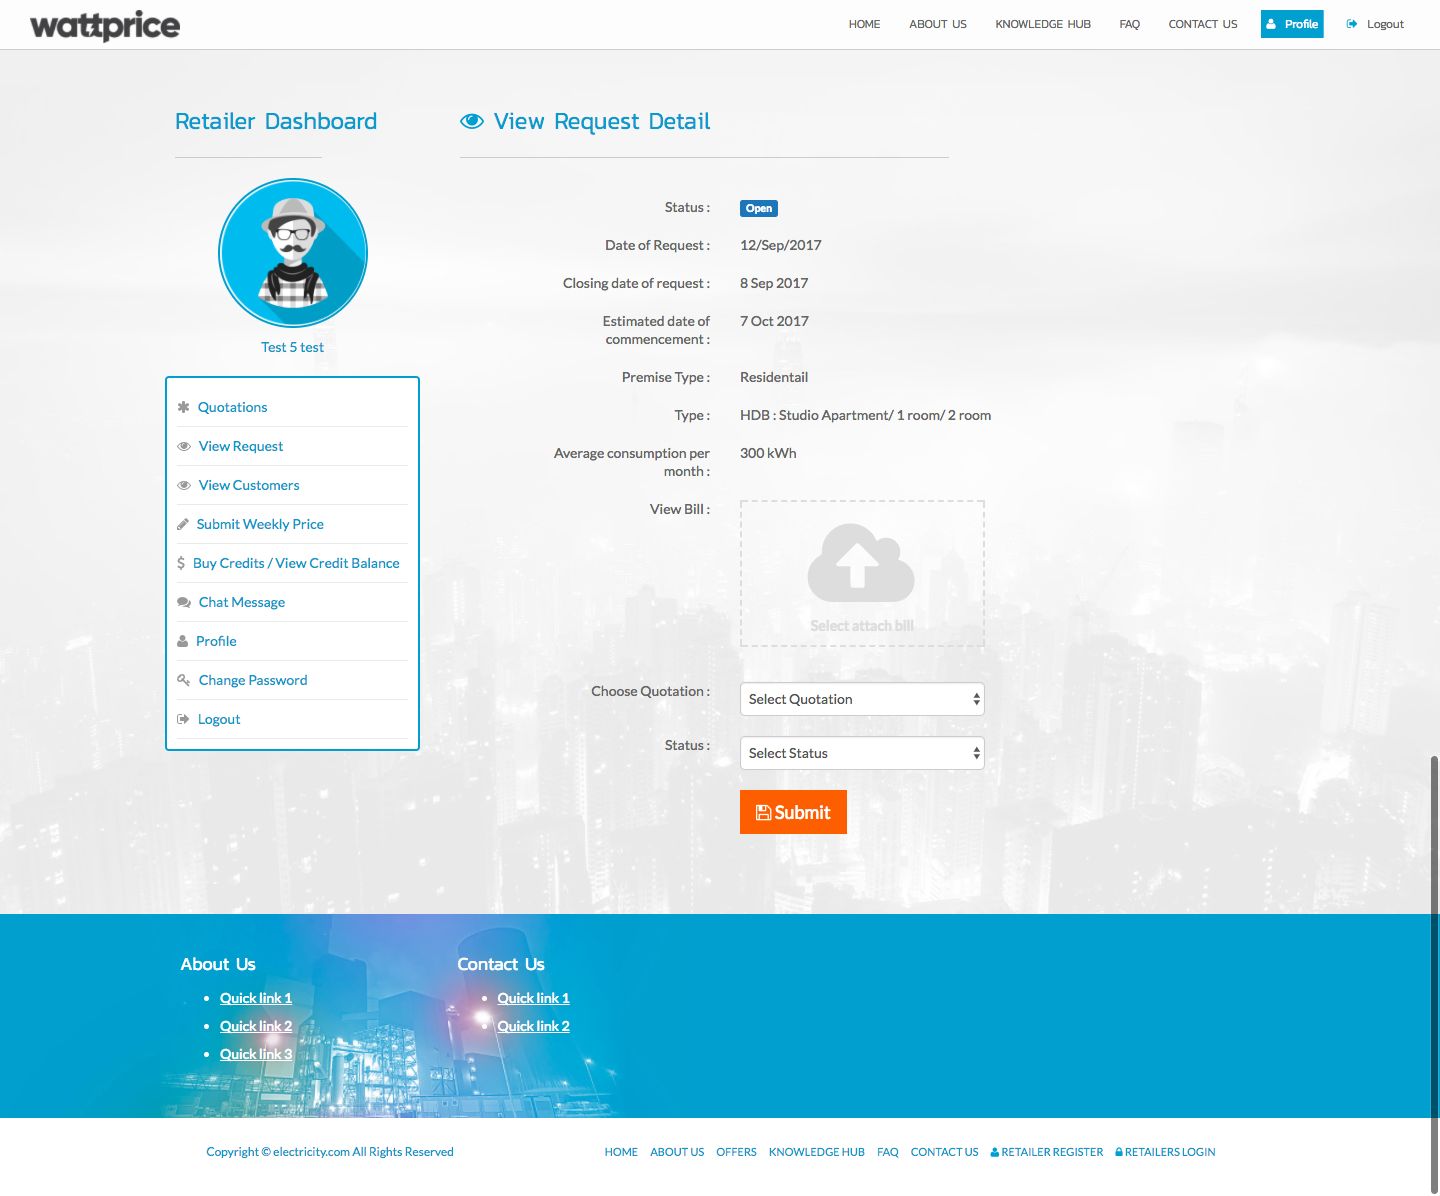 wattprice
HOME ABOUT US KNOWLEDGE HUB FAQ CONTACT US Profile Logout
Retailer Dashboard
Test 5 test
Quotations
View Request
View Customers
Submit Weekly Price
Buy Credits / View Credit Balance
Chat Message
Profile
Change Password
Logout
View Request Detail
Status : Open
Date of Request : 12/Sep/2017
Closing date of request : 8 Sep 2017
Estimated date of 7 Oct 2017
commencement :
Premise Type : Residentail
Type : HDB : Studio Apartment/ 1 room/ 2 room
Average consumption per 300 kWh
month :
View Bill :
Select attach bill
Choose Quotation : Select Quotation
Status : Select Status
Submit
About Us
Quick link 1
Quick link 2
Quick link 3
Contact Us
Quick link 1
Quick link 2
Copyright © electricity.com All Rights Reserved
HOME ABOUT US OFFERS KNOWLEDGE HUB FAQ CONTACT US RETAILER REGISTER RETAILERS LOGIN